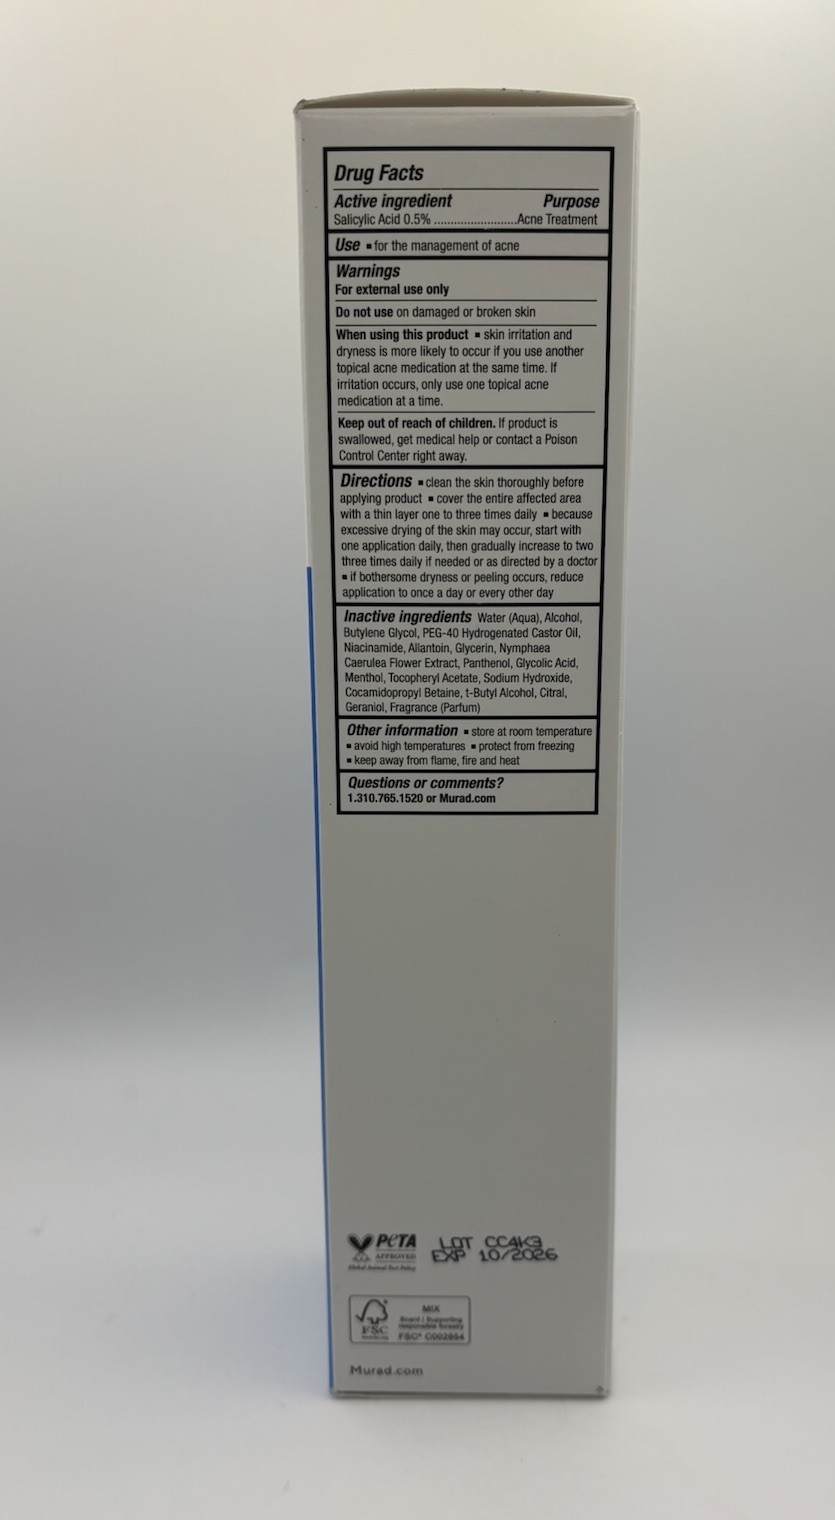 Drug Facts
Active ingredient Purpose
Salicylic Acid 0.5% .........................Acne Treatment
Use ▪ for the management of acne
Warnings
For external use only
Do not use on damaged or broken skin
When using this product ▪ skin irritation and
dryness is more likely to occur if you use another
topical acne medication at the same time. If
irritation occurs, only use one topical acne
medication at a time.
Keep out of reach of children. If product is
swallowed, get medical help or contact a Poison
Control Center right away.
Directions ▪ clean the skin thoroughly before
applying product ▪ cover the entire affected area
with a thin layer one to three times daily ▪ because
excessive drying of the skin may occur, start with
one application daily, then gradually increase to two
three times daily if needed or as directed by a doctor
▪ if bothersome dryness or peeling occurs, reduce
application to once a day or every other day
Inactive ingredients Water (Aqua), Alcohol,
Butylene Glycol, PEG-40 Hydrogenated Castor Oil,
Niacinamide, Allantoin, Glycerin, Nymphaea
Caerulea Flower Extract, Panthenol, Glycolic Acid,
Menthol, Tocopheryl Acetate, Sodium Hydroxide,
Cocamidopropyl Betaine, t-Butyl Alcohol, Citral,
Geraniol, Fragrance (Parfum)
Other information ▪ store at room temperature
▪ avoid high temperatures ▪ protect from freezing
▪ keep away from flame, fire and heat
Questions or comments?
1.310.765.1520 or Murad.com
PETA
APPROVED
Global Animal Test Policy
LOT CC4K3
EXP 10/2026
FSC
MIX
Board | Supporting
responsible forestry
FSC® C002654
Murad.com